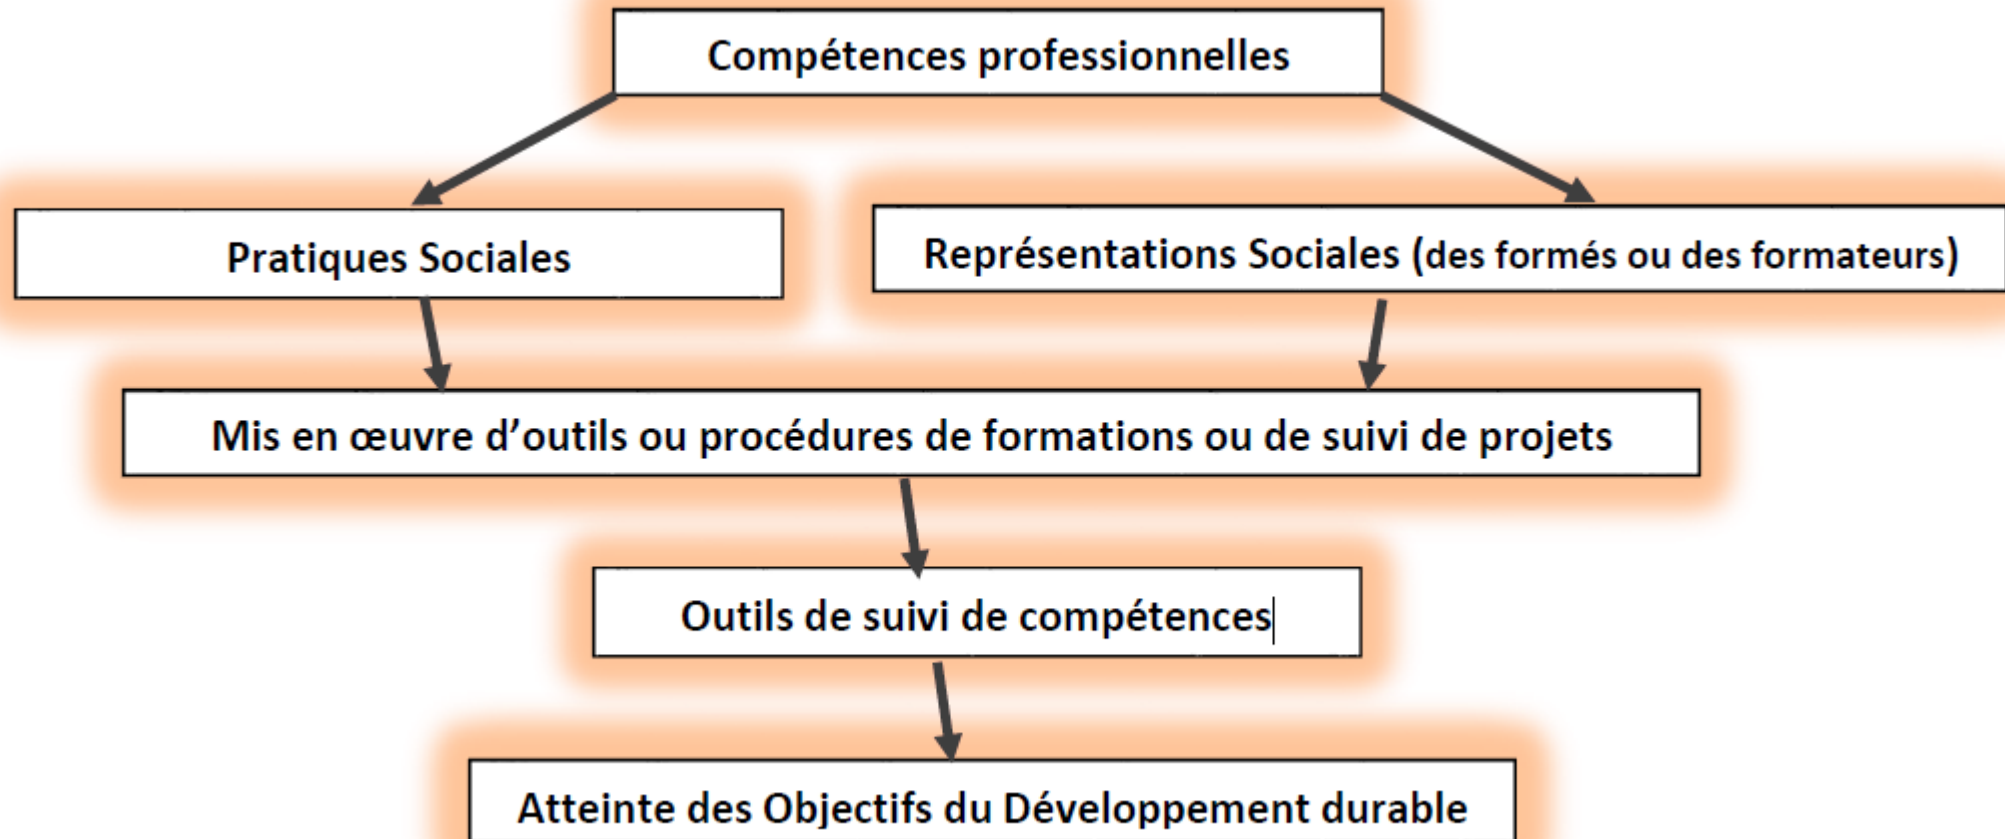 Compétences professionnelles
Pratiques Sociales
Représentations Sociales (des formés ou des formateurs)
Mis en œuvre d’outils ou procédures de formations ou de suivi de projets
Outils de suivi de compétences
Atteinte des Objectifs du Développement durable